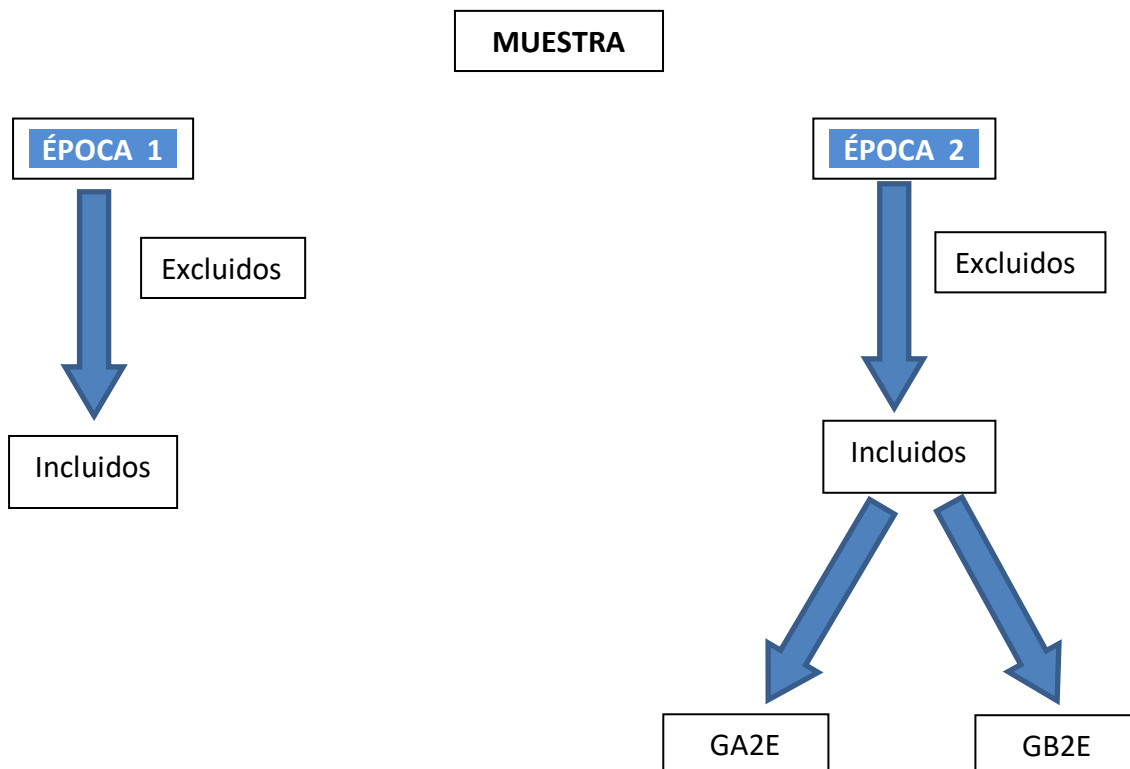 MUESTRA
ÉPOCA 1
ÉPOCA 2
Excluidos
Excluidos
Incluidos
Incluidos
GA2E
GB2E